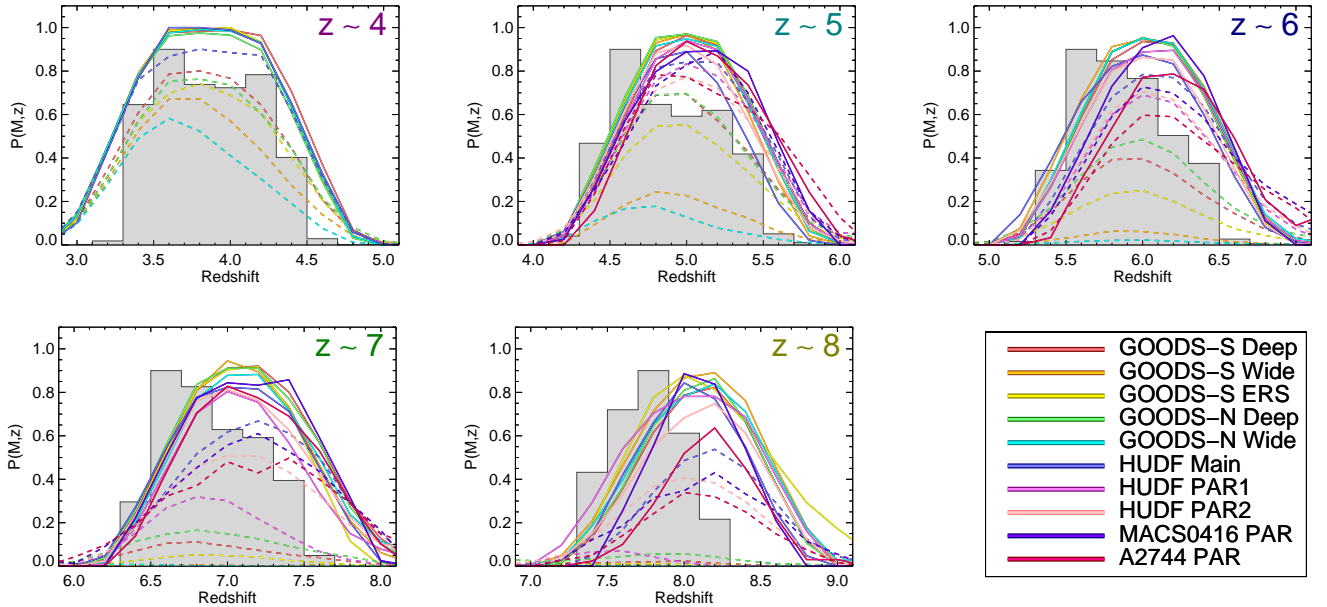 z ~ 4
P(M,z)
1.0
0.8
0.6
0.4
0.2
0.0
3.0 3.5 4.0 4.5 5.0
Redshift
z ~ 5
P(M,z)
1.0
0.8
0.6
0.4
0.2
0.0
4.0 4.5 5.0 5.5 6.0
Redshift
z ~ 6
P(M,z)
1.0
0.8
0.6
0.4
0.2
0.0
5.0 5.5 6.0 6.5 7.0
Redshift
z ~ 7
P(M,z)
1.0
0.8
0.6
0.4
0.2
0.0
6.0 6.5 7.0 7.5 8.0
Redshift
z ~ 8
P(M,z)
1.0
0.8
0.6
0.4
0.2
0.0
7.0 7.5 8.0 8.5 9.0
Redshift
GOODS−S Deep
GOODS−S Wide
GOODS−S ERS
GOODS−N Deep
GOODS−N Wide
HUDF Main
HUDF PAR1
HUDF PAR2
MACS0416 PAR
A2744 PAR